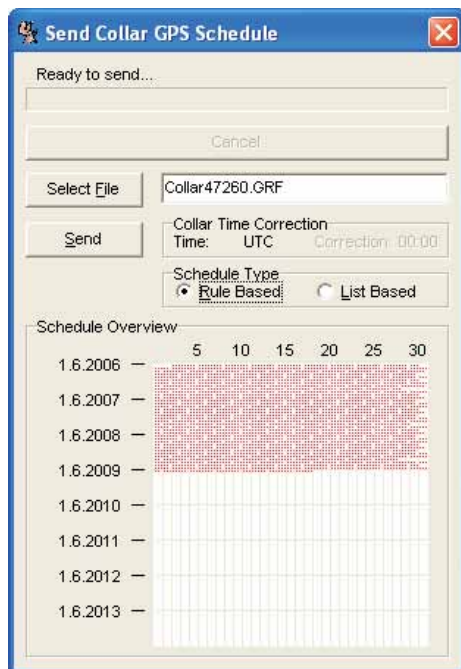 Send Collar GPS Schedule
Ready to send...
Cancel
Select File Collar47260.GRF
Send
Collar Time Correction
Time: UTC Correction: 00:00
Schedule Type
Rule Based List Based
Schedule Overview
5 10 15 20 25 30
1.6.2006
1.6.2007
1.6.2008
1.6.2009
1.6.2010
1.6.2011
1.6.2012
1.6.2013